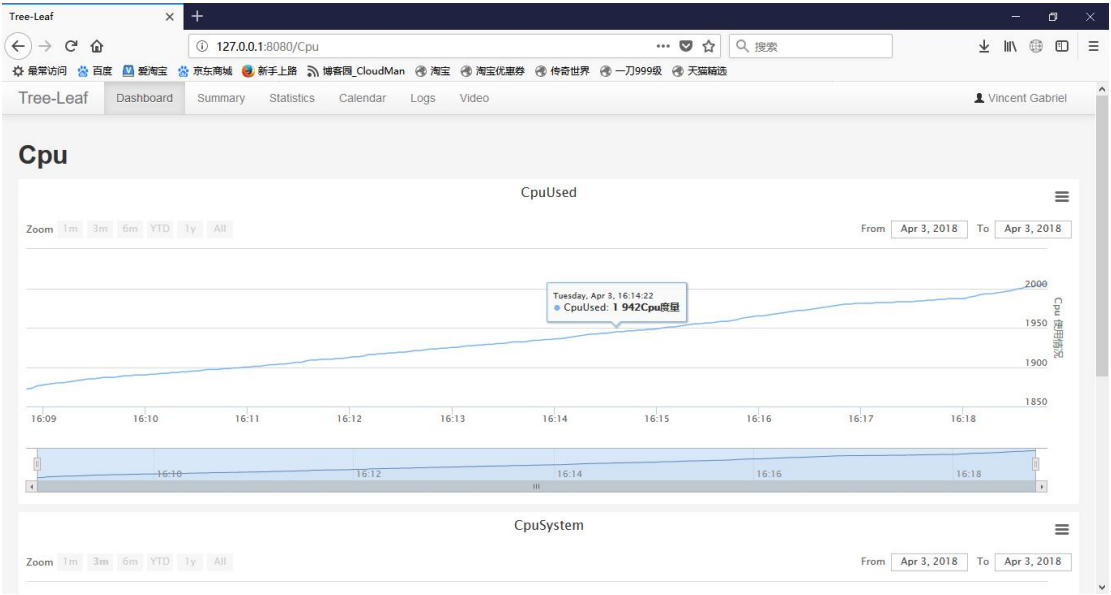 Tree-Leaf
127.0.0.1:8080/Cpu
搜索
最常访问 百度 爱淘宝 京东商城 新手上路 博客园_CloudMan 淘宝 淘宝优惠券 传奇世界 一刀999级 天猫精选
Tree-Leaf Dashboard Summary Statistics Calendar Logs Video Vincent Gabriel
Cpu
CpuUsed
Zoom 1m 3m 6m YTD 1y All From Apr 3, 2018 To Apr 3, 2018
2000
Tuesday, Apr 3, 16:14:22
CpuUsed: 1 942Cpu度量
1950
Cpu 使用情况
1900
1850
16:09 16:10 16:11 16:12 16:13 16:14 16:15 16:16 16:17 16:18
16:10 16:12 16:14 16:16 16:18
CpuSystem
Zoom 1m 3m 6m YTD 1y All From Apr 3, 2018 To Apr 3, 2018